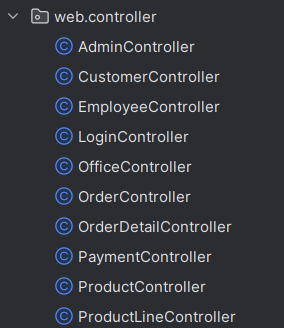 web.controller
AdminController
CustomerController
EmployeeController
LoginController
OfficeController
OrderController
OrderDetailController
PaymentController
ProductController
ProductLineController